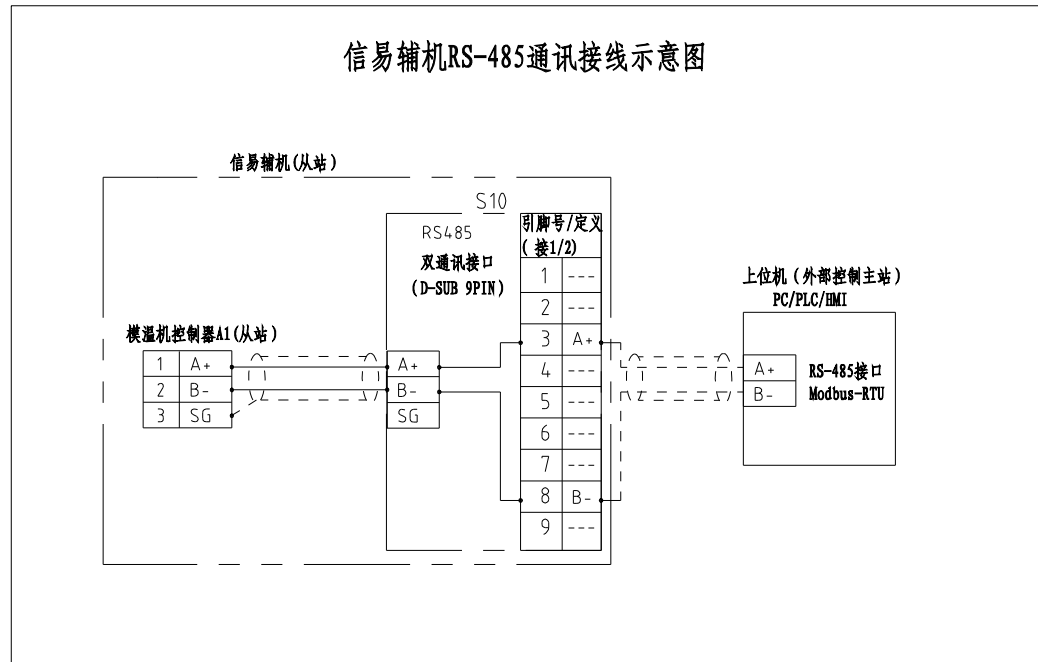 信易辅机RS-485通讯接线示意图
信易辅机(从站)
S10
RS485
双通讯接口
(D-SUB 9PIN)
引脚号/定义
( 接1/2)
1 ---
2 ---
3 A+
4 ---
5 ---
6 ---
7 ---
8 B-
9 ---
模温机控制器A1(从站)
1 A+
2 B-
3 SG
A+
B-
SG
上位机（外部控制主站）
PC/PLC/HMI
A+
B-
RS-485接口
Modbus-RTU